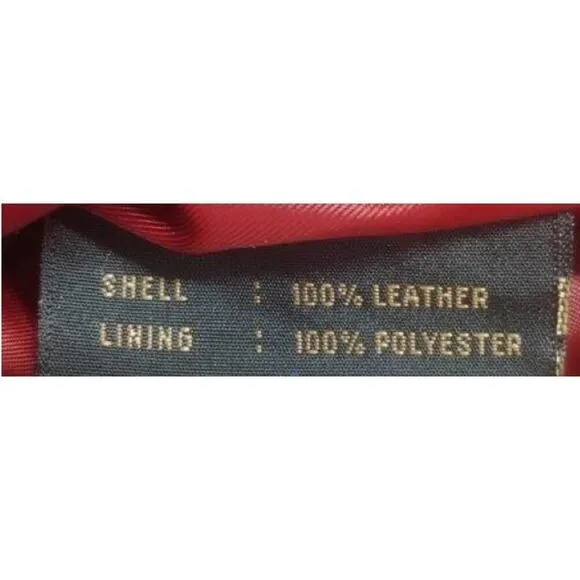 SHELL : 100% LEATHER
LINING : 100% POLYESTER